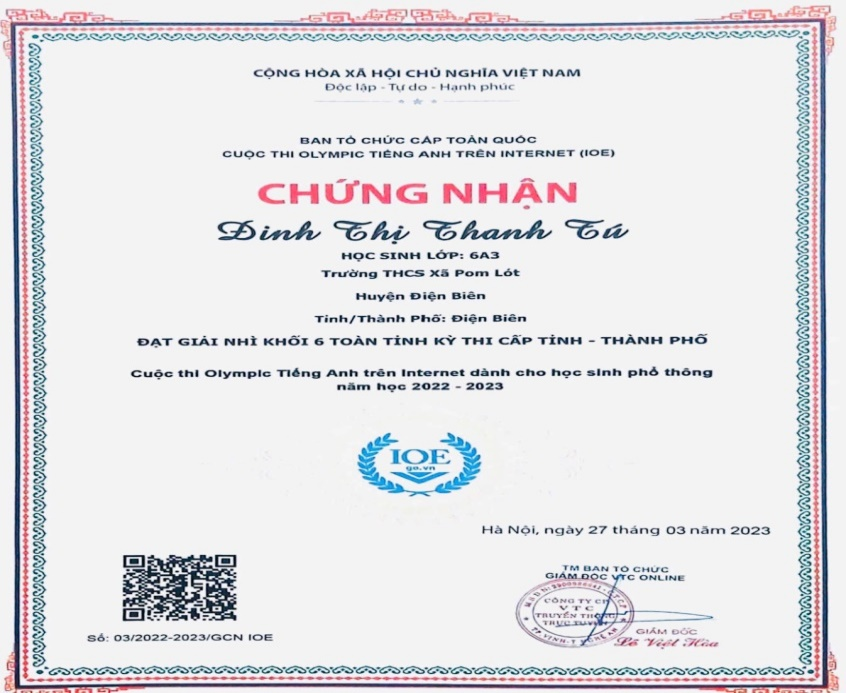 CỘNG HÒA XÃ HỘI CHỦ NGHĨA VIỆT NAM
Độc lập - Tự do - Hạnh phúc
BAN TỔ CHỨC CẤP TOÀN QUỐC
CUỘC THI OLYMPIC TIẾNG ANH TRÊN INTERNET (IOE)
CHỨNG NHẬN
Đinh Thị Thanh Tú
HỌC SINH LỚP: 6A3
Trường THCS Xã Pom Lót
Huyện Điện Biên
Tỉnh/Thành Phố: Điện Biên
ĐẠT GIẢI NHÌ KHỐI 6 TOÀN TỈNH KỲ THI CẤP TỈNH - THÀNH PHỐ
Cuộc thi Olympic Tiếng Anh trên Internet dành cho học sinh phổ thông
năm học 2022 - 2023
IOE
go.vn
Hà Nội, ngày 27 tháng 03 năm 2023
TM BAN TỔ CHỨC
GIÁM ĐỐC VTC ONLINE
CÔNG TY CP
VTC
TRUYỀN THÔNG
TRỰC TUYẾN
GIÁM ĐỐC
Lê Việt Hòa
Số: 03/2022-2023/GCN IOE